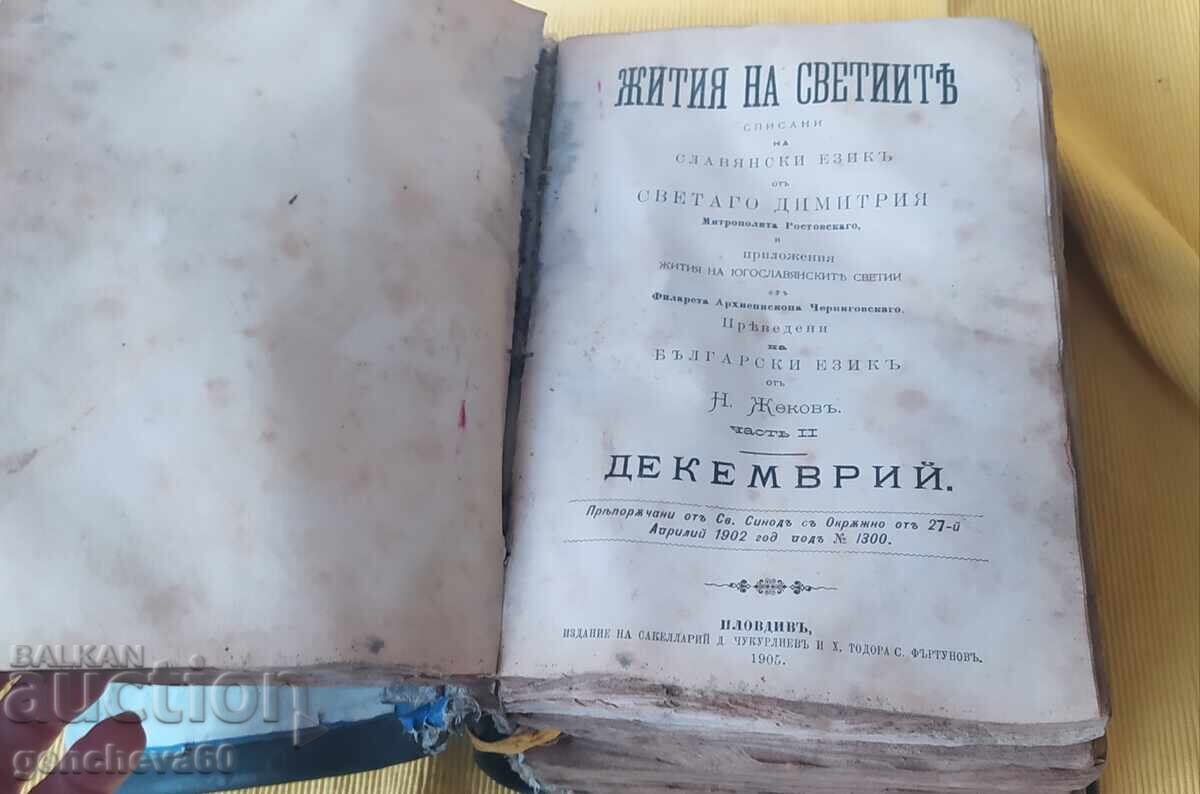 ЖИТИЯ НА СВЕТИИТѢ
СПИСАНИ
НА
СЛАВЯНСКИ ЕЗИКЪ
отъ
СВЕТАГО ДИМИТРИЯ
Митрополита Ростовскаго,
и
приложения
ЖИТИЯ НА ЮГОСЛАВЯНСКИТѢ СВЕТИИ
отъ
Филарета Архиепископа Черниговскаго.
Прѣведени
на
БЪЛГАРСКИ ЕЗИКЪ
отъ
Н. Жековъ.
часть II
ДЕКЕМВРИЙ.
Прѣпорѫчани отъ Св. Синодъ съ Окрѫжно отъ 27-й
Априлий 1902 год подъ № 1300.
ПЛОВДИВЪ,
ИЗДАНИЕ НА САКЕЛЛАРИЙ Д. ЧУКУРЛИЕВЪ И Х. ТОДОРА С. ФЪРТУНОВЪ.
1905.
BALKAN
auction
goncheva60